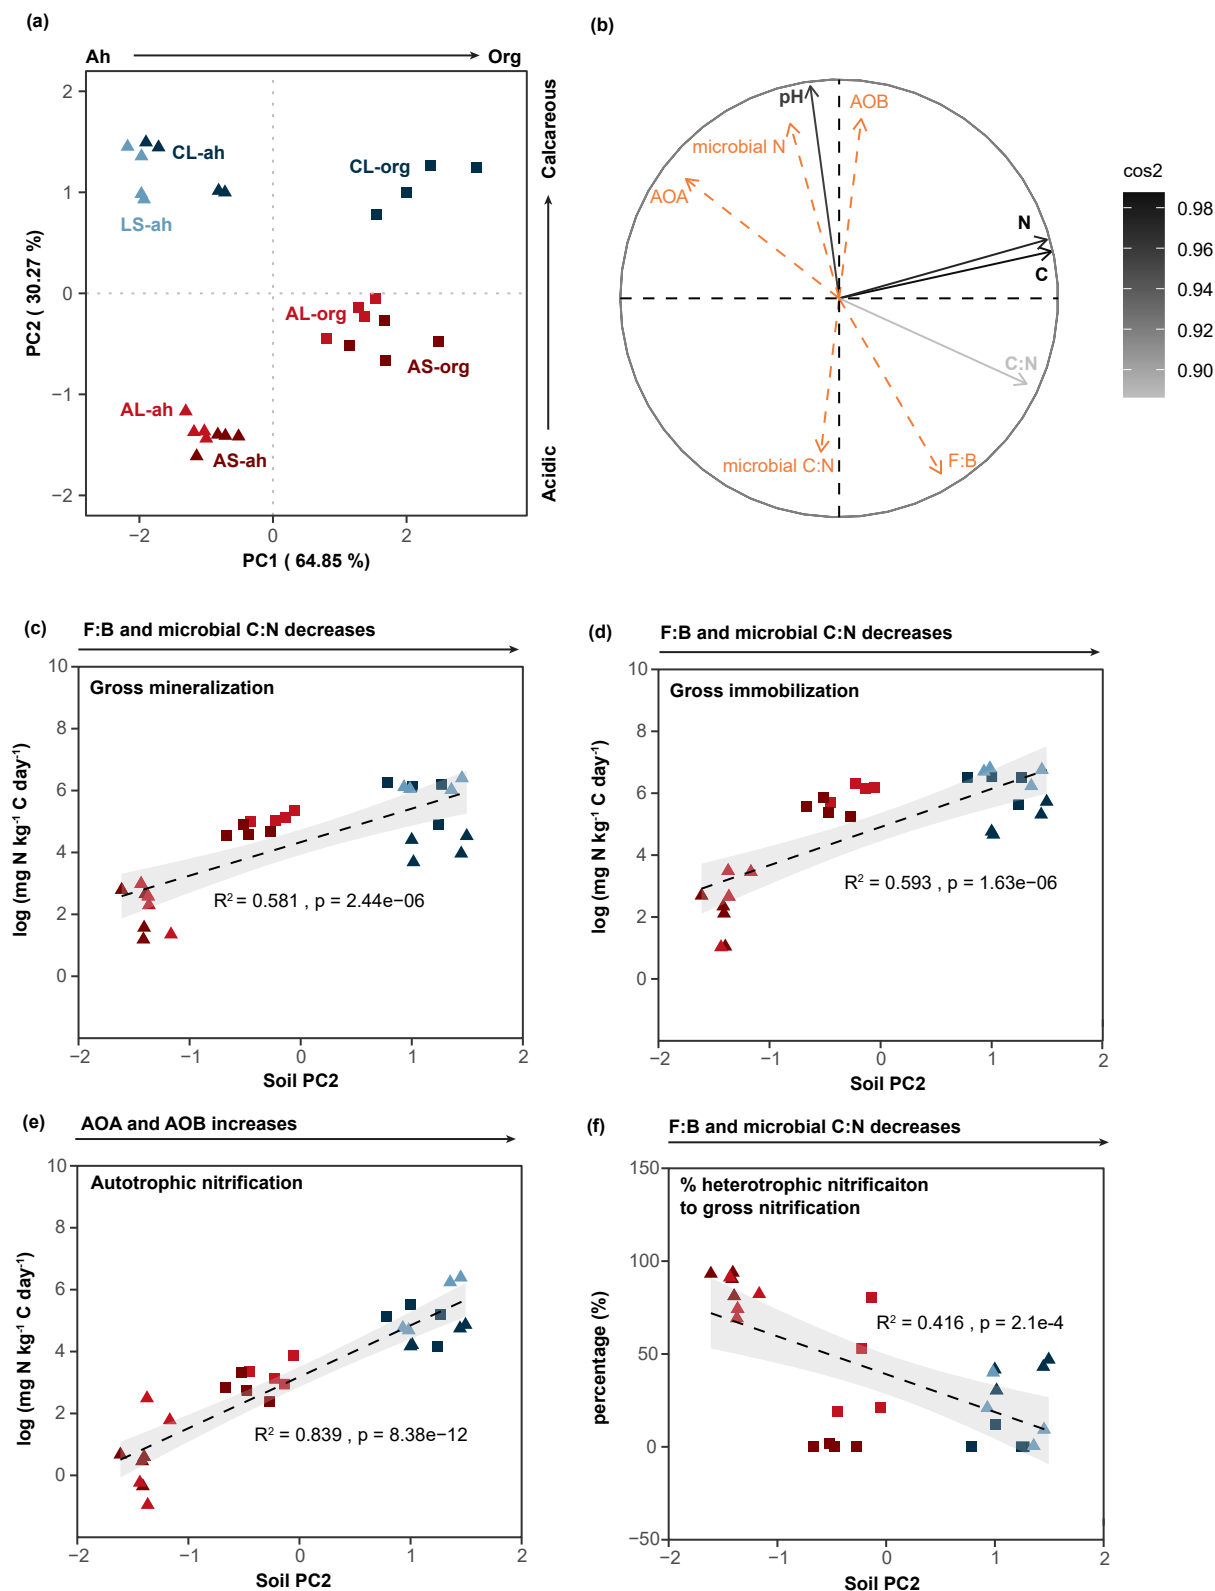 (a)
Ah
Org
2
1
0
−1
−2
PC2 ( 30.27 %)
CL-ah
LS-ah
CL-org
AL-org
AS-org
AL-ah
AS-ah
Calcareous
Acidic
−2
0
2
PC1 ( 64.85 %)
(b)
pH
AOB
microbial N
AOA
N
C
C:N
microbial C:N
F:B
cos2
0.98
0.96
0.94
0.92
0.90
(c)
F:B and microbial C:N decreases
Gross mineralization
10
8
6
4
2
0
log (mg N kg⁻¹ C day⁻¹)
R² = 0.581 , p = 2.44e−06
−2
−1
0
1
2
Soil PC2
(d)
F:B and microbial C:N decreases
Gross immobilization
10
8
6
4
2
0
log (mg N kg⁻¹ C day⁻¹)
R² = 0.593 , p = 1.63e−06
−2
−1
0
1
2
Soil PC2
(e)
AOA and AOB increases
Autotrophic nitrification
10
8
6
4
2
0
log (mg N kg⁻¹ C day⁻¹)
R² = 0.839 , p = 8.38e−12
−2
−1
0
1
2
Soil PC2
(f)
F:B and microbial C:N decreases
% heterotrophic nitrificaiton
to gross nitrification
150
100
50
0
−50
percentage (%)
R² = 0.416 , p = 2.1e-4
−2
−1
0
1
2
Soil PC2